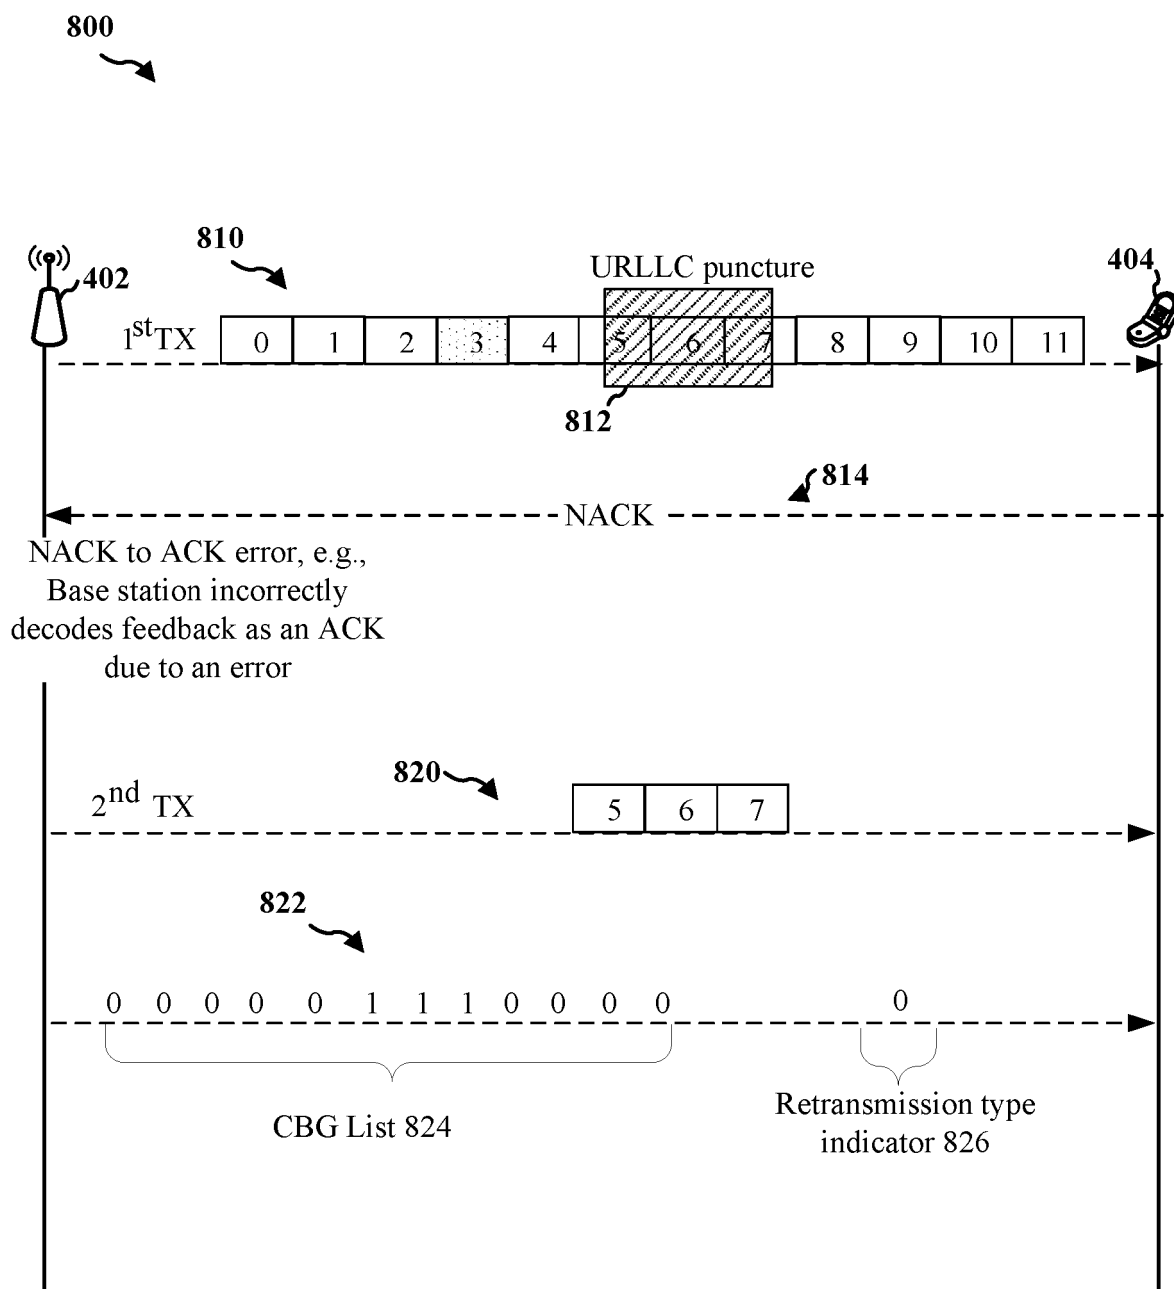 800
810
URLLC puncture
404
402
1st TX
0 1 2 3 4 5 6 7 8 9 10 11
812
814
NACK
NACK to ACK error, e.g.,
Base station incorrectly
decodes feedback as an ACK
due to an error
820
2nd TX
5 6 7
822
0 0 0 0 0 1 1 1 0 0 0 0
0
CBG List 824
Retransmission type
indicator 826